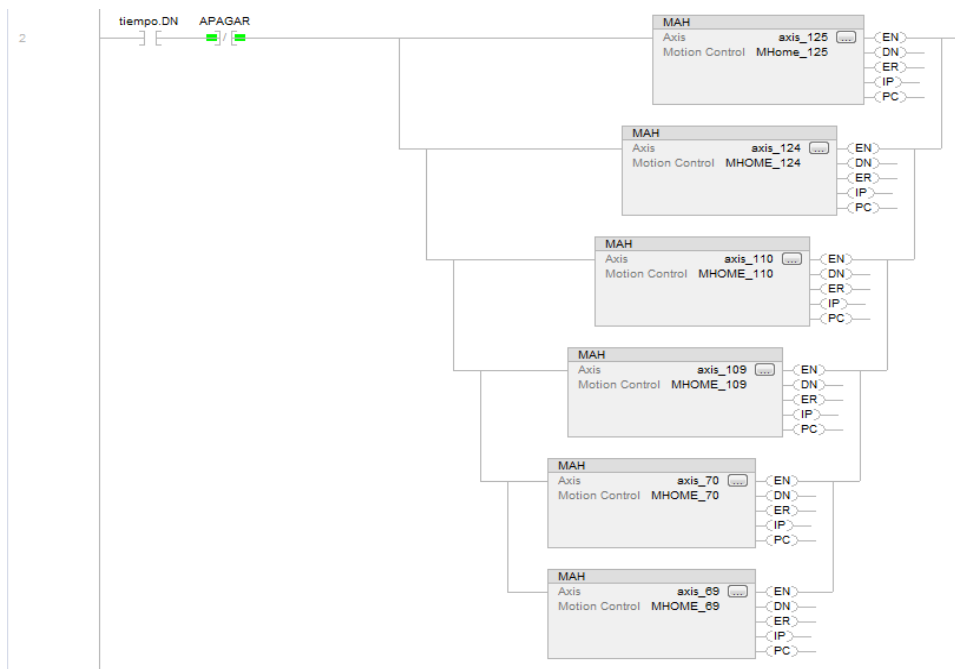 tiempo.DN APAGAR
2
MAH
Axis axis_125 ...
Motion Control MHome_125
EN
DN
ER
IP
PC
MAH
Axis axis_124 ...
Motion Control MHOME_124
EN
DN
ER
IP
PC
MAH
Axis axis_110 ...
Motion Control MHOME_110
EN
DN
ER
IP
PC
MAH
Axis axis_109 ...
Motion Control MHOME_109
EN
DN
ER
IP
PC
MAH
Axis axis_70 ...
Motion Control MHOME_70
EN
DN
ER
IP
PC
MAH
Axis axis_69 ...
Motion Control MHOME_69
EN
DN
ER
IP
PC